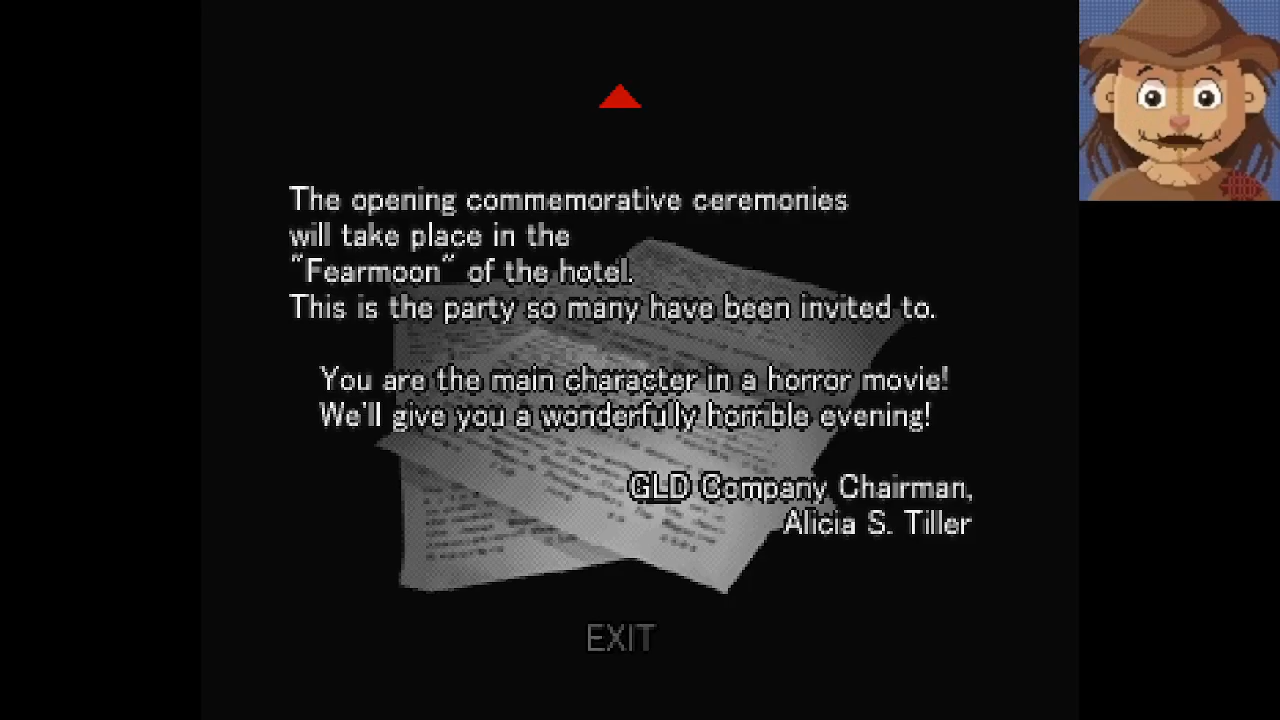 The opening commemorative ceremonies
will take place in the
"Fearmoon" of the hotel.
This is the party so many have been invited to.
You are the main character in a horror movie!
We'll give you a wonderfully horrible evening!
GLD Company Chairman,
Alicia S. Tiller
EXIT